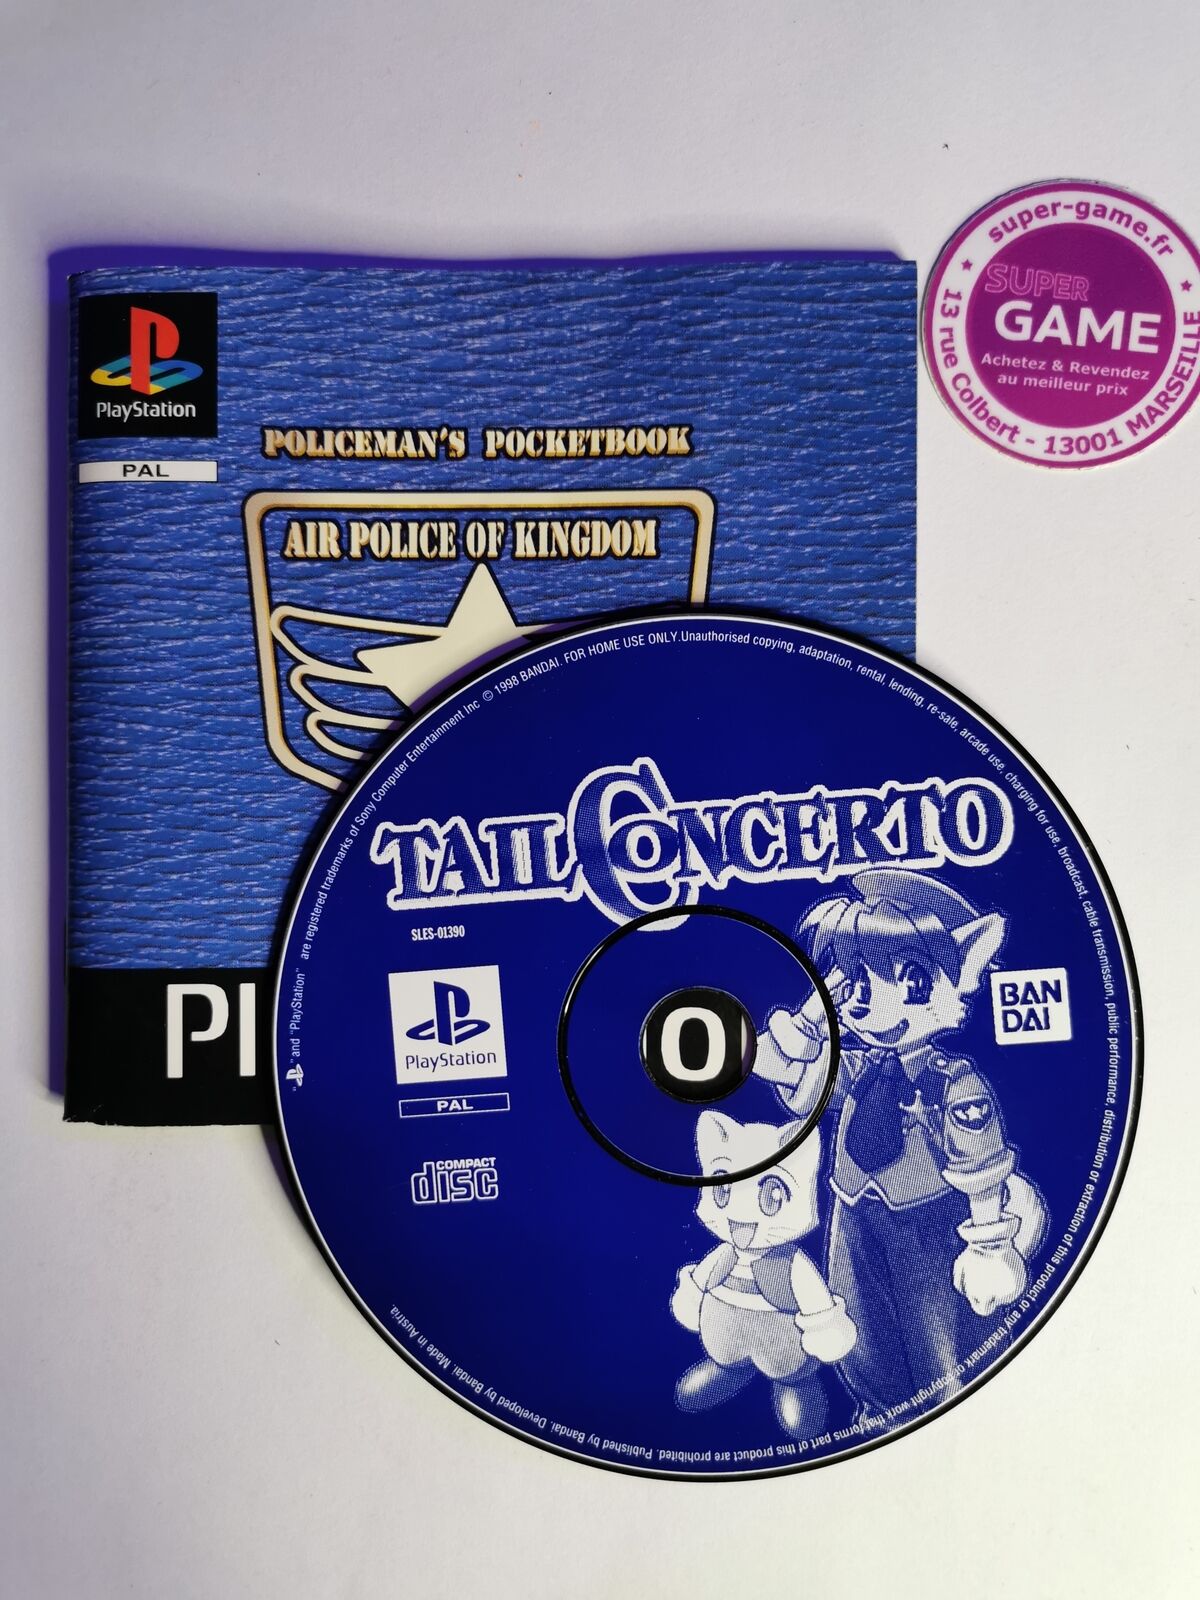 super-game.fr
SUPER
GAME
Achetez & Revendez
au meilleur prix
13 rue Colbert - 13001 MARSEILLE
PlayStation
PAL
POLICEMAN'S POCKETBOOK
AIR POLICE OF KINGDOM
Pl
"PS" and "PlayStation" are registered trademarks of Sony Computer Entertainment Inc © 1998 BANDAI. FOR HOME USE ONLY.Unauthorised copying, adaptation, rental, lending, re-sale, arcade use, charging for use, broadcast, cable transmission, public performance, distribution or extraction of this product or any trademark or copyright work that forms part of this product are prohibited. Published by Bandai. Developed by Bandai. Made in Austria.
TAIL CONCERTO
SLES-01390
BAN
DAI
PlayStation
PAL
COMPACT
disc
O